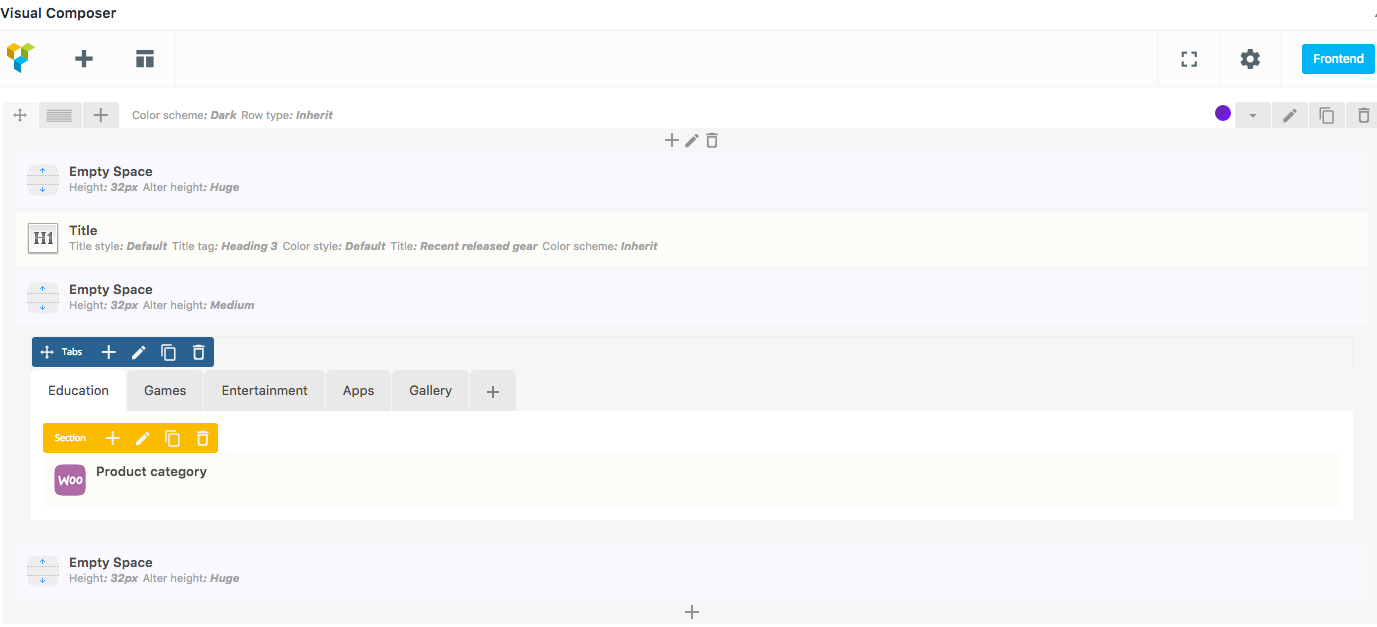 Visual Composer
Frontend
Color scheme: Dark Row type: Inherit
Empty Space
Height: 32px Alter height: Huge
H1
Title
Title style: Default Title tag: Heading 3 Color style: Default Title: Recent released gear Color scheme: Inherit
Empty Space
Height: 32px Alter height: Medium
Tabs
Education Games Entertainment Apps Gallery
Section
Woo
Product category
Empty Space
Height: 32px Alter height: Huge